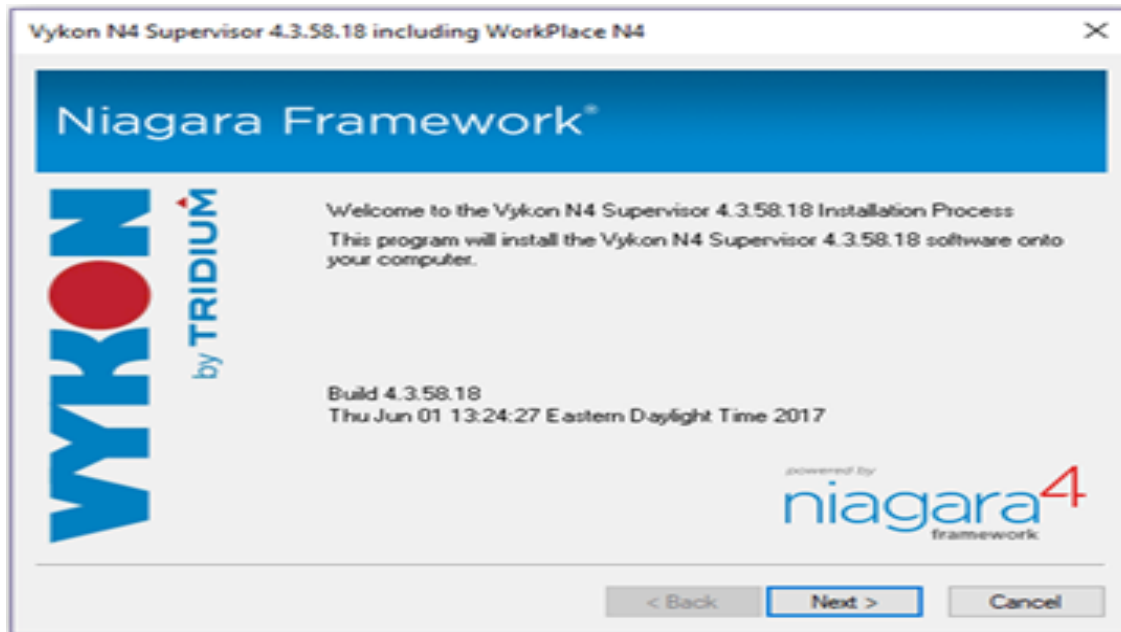 Vykon N4 Supervisor 4.3.58.18 including WorkPlace N4
Niagara Framework®
VYKON
by TRIDIUM
Welcome to the Vykon N4 Supervisor 4.3.58.18 Installation Process
This program will install the Vykon N4 Supervisor 4.3.58.18 software onto
your computer.
Build 4.3.58.18
Thu Jun 01 13:24:27 Eastern Daylight Time 2017
powered by
niagara4
framework
< Back
Next >
Cancel